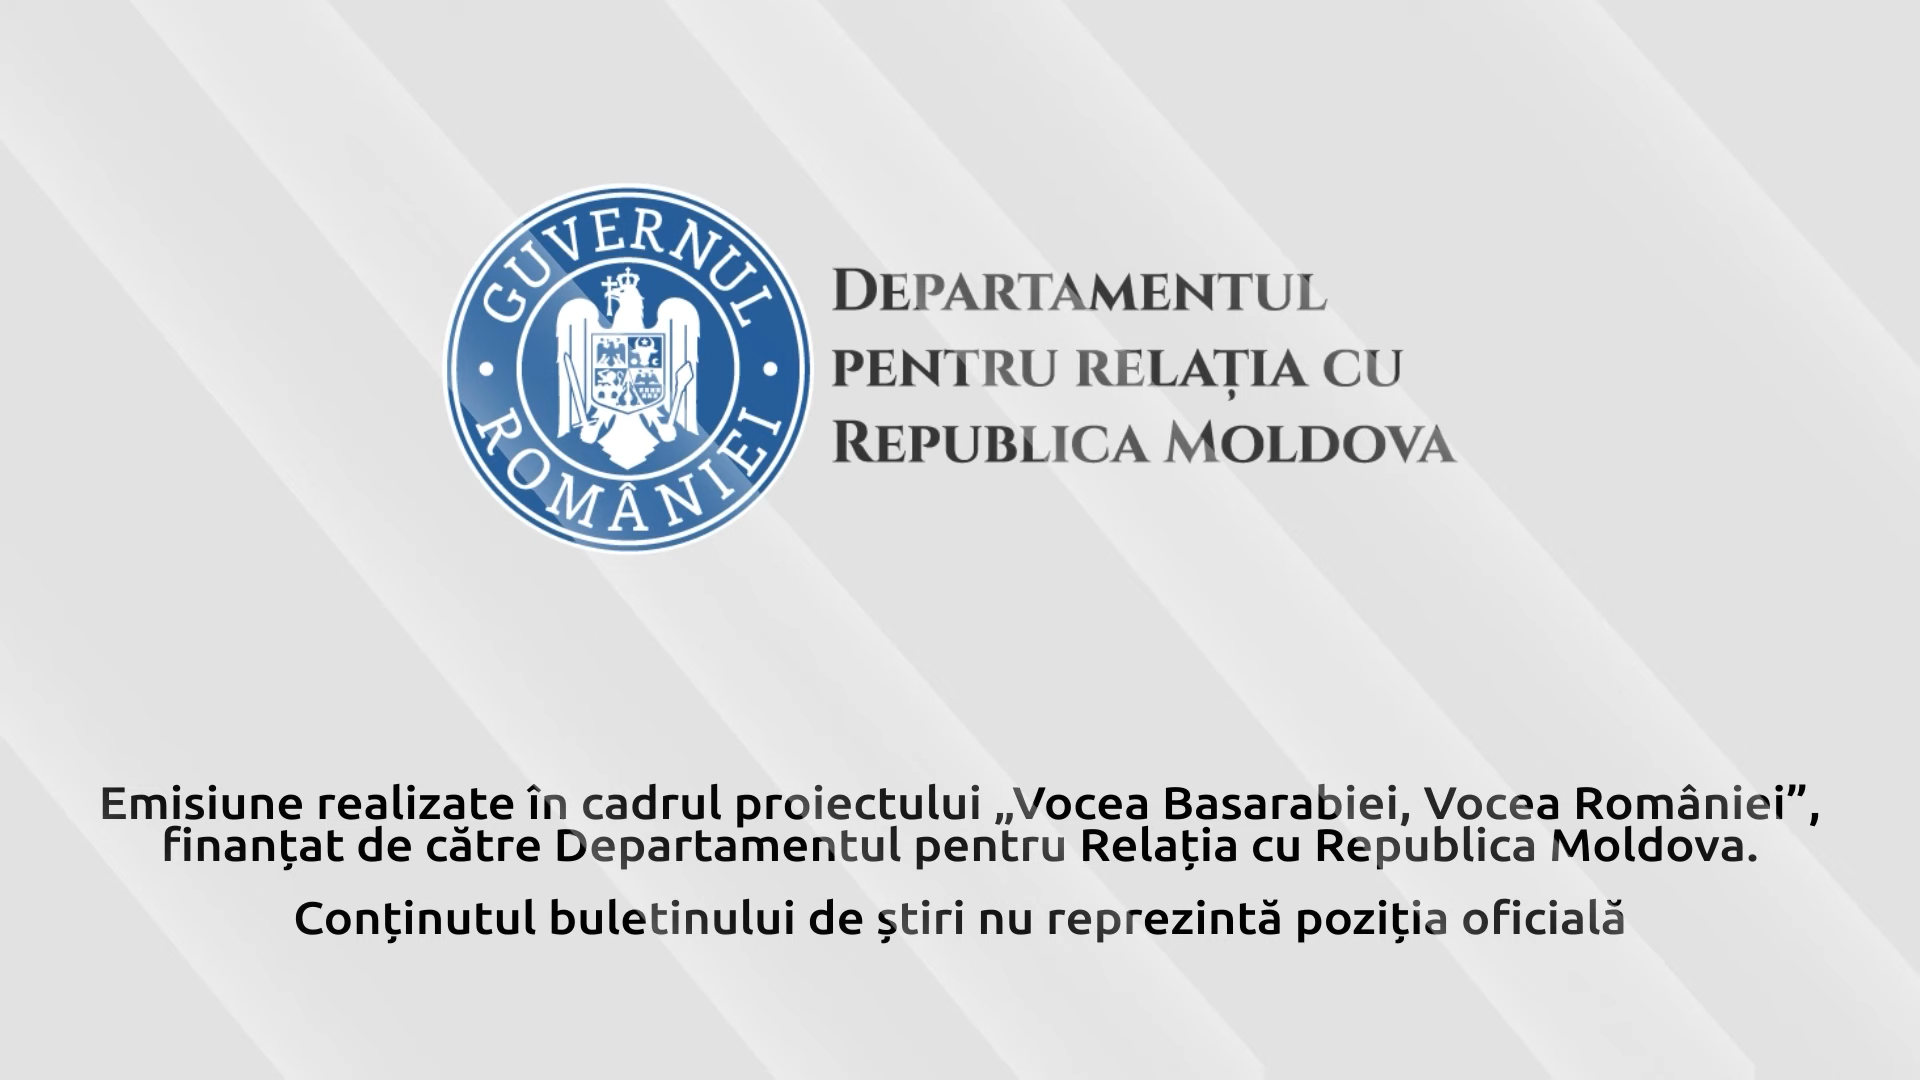 GUVERNUL
ROMÂNIEI
DEPARTAMENTUL
PENTRU RELAȚIA CU
REPUBLICA MOLDOVA
Emisiune realizate în cadrul proiectului „Vocea Basarabiei, Vocea României”,
finanțat de către Departamentul pentru Relația cu Republica Moldova.
Conținutul buletinului de știri nu reprezintă poziția oficială